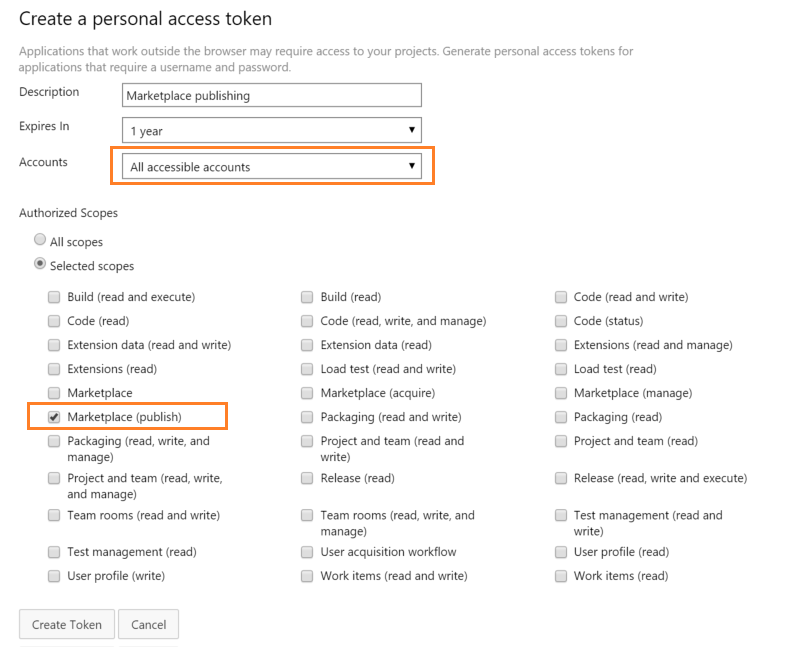 Create a personal access token
Applications that work outside the browser may require access to your projects. Generate personal access tokens for
applications that require a username and password.
Description
Marketplace publishing
Expires In
1 year
Accounts
All accessible accounts
Authorized Scopes
All scopes
Selected scopes
Build (read and execute) Build (read) Code (read and write)
Code (read) Code (read, write, and manage) Code (status)
Extension data (read and write) Extension data (read) Extensions (read and manage)
Extensions (read) Load test (read and write) Load test (read)
Marketplace Marketplace (acquire) Marketplace (manage)
Marketplace (publish) Packaging (read and write) Packaging (read)
Packaging (read, write, and Project and team (read and Project and team (read)
manage) write)
Project and team (read, write, Release (read) Release (read, write and execute)
and manage)
Team rooms (read and write) Team rooms (read, write, and Test management (read and
manage) write)
Test management (read) User acquisition workflow User profile (read)
User profile (write) Work items (read and write) Work items (read)
Create Token Cancel